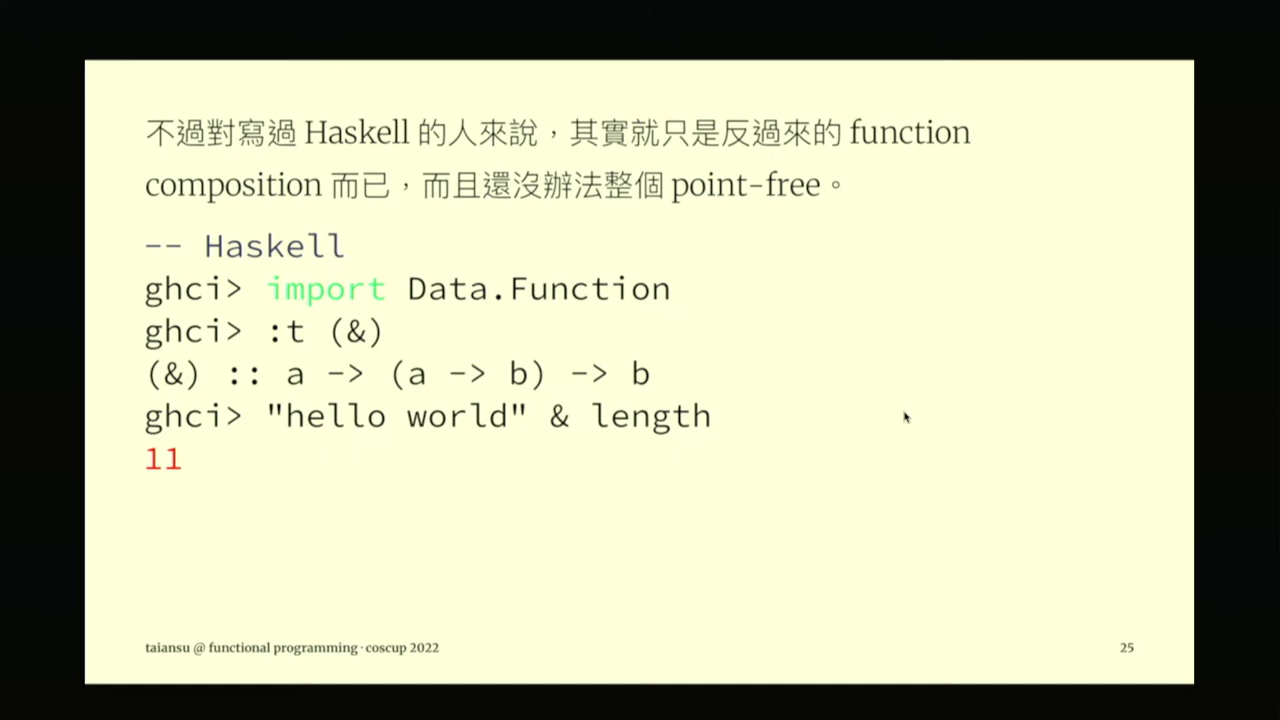 不過對寫過 Haskell 的人來說，其實就只是反過來的 function
composition 而已，而且還沒辦法整個 point-free。
-- Haskell
ghci> import Data.Function
ghci> :t (&)
(&) :: a -> (a -> b) -> b
ghci> "hello world" & length
11
taiansu @ functional programming · coscup 2022
25